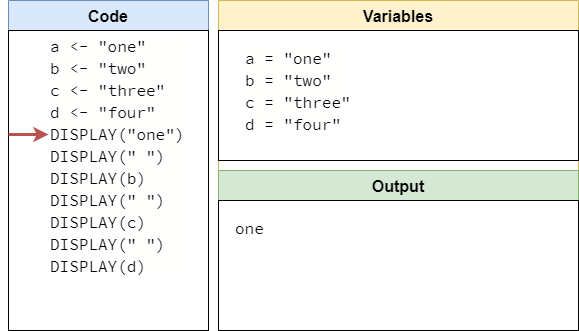 Code
a <- "one"
b <- "two"
c <- "three"
d <- "four"
DISPLAY("one")
DISPLAY(" ")
DISPLAY(b)
DISPLAY(" ")
DISPLAY(c)
DISPLAY(" ")
DISPLAY(d)
Variables
a = "one"
b = "two"
c = "three"
d = "four"
Output
one